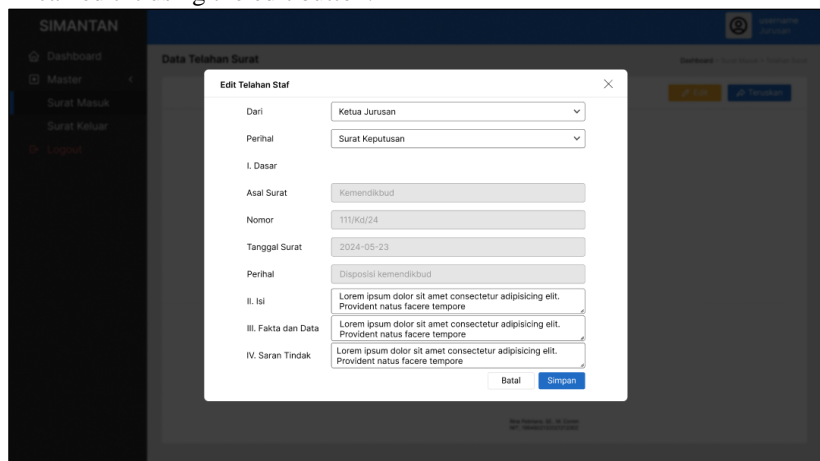 SIMANTAN
username
Jurusan
Dashboard
Data Telahan Surat
Master
Edit Telahan Staf
Edit
Teruskan
Surat Masuk
Dari
Ketua Jurusan
Surat Keluar
Perihal
Surat Keputusan
Logout
I. Dasar
Asal Surat
Kemendikbud
Nomor
111/Kd/24
Tanggal Surat
2024-05-23
Perihal
Disposisi kemendikbud
II. Isi
Lorem ipsum dolor sit amet consectetur adipisicing elit.
Provident natus facere tempore
III. Fakta dan Data
Lorem ipsum dolor sit amet consectetur adipisicing elit.
Provident natus facere tempore
IV. Saran Tindak
Lorem ipsum dolor sit amet consectetur adipisicing elit.
Provident natus facere tempore
Batal
Simpan